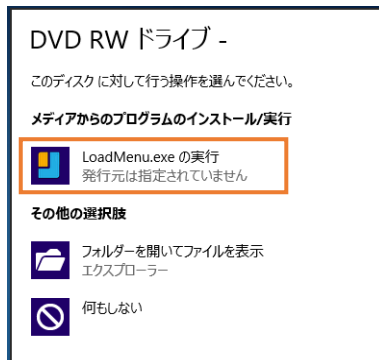 DVD RW ドライブ -
このディスク に対して行う操作を選んでください。
メディアからのプログラムのインストール/実行
LoadMenu.exe の実行
発行元は指定されていません
その他の選択肢
フォルダーを開いてファイルを表示
エクスプローラー
何もしない